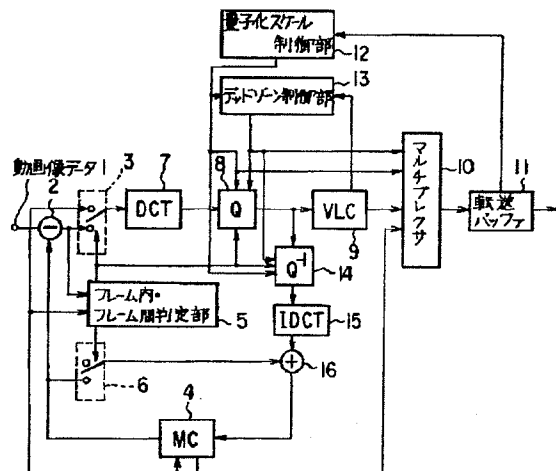 量子化スケール
制御部
12
13
デッドゾーン制御部
動画像データ1
2
3
7
DCT
8
Q
VLC
9
マルチプレクサ
10
11
転送
バッファ
Q⁻¹
14
フレーム内・
フレーム間判定部
5
IDCT
15
6
16
4
MC